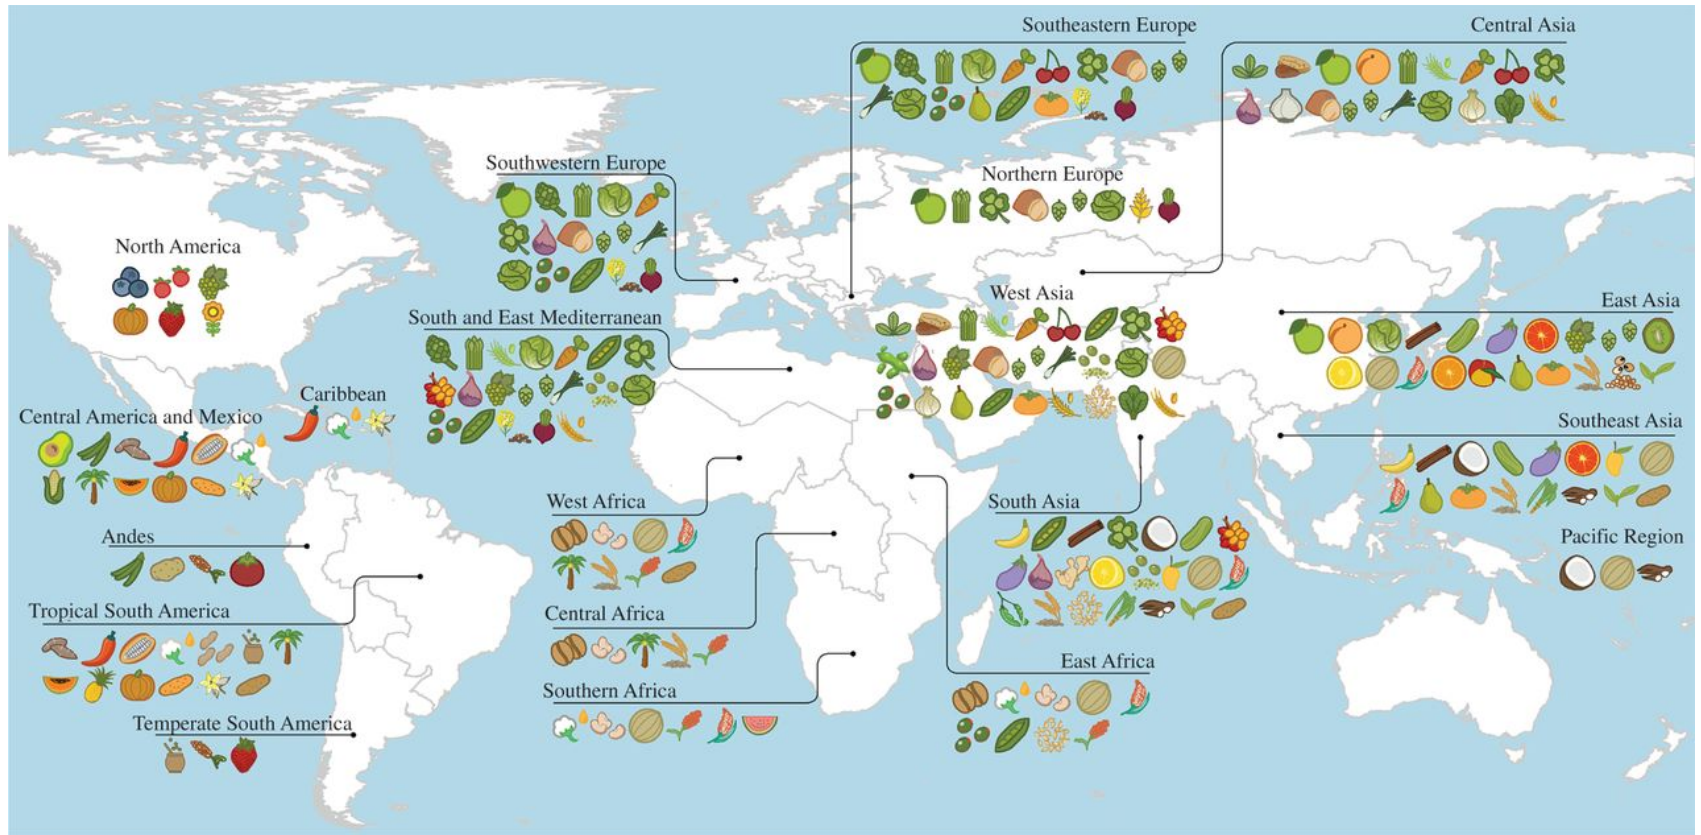 Southeastern Europe
Central Asia
Southwestern Europe
Northern Europe
North America
West Asia
East Asia
South and East Mediterranean
Caribbean
Central America and Mexico
Southeast Asia
West Africa
South Asia
Andes
Pacific Region
Tropical South America
Central Africa
East Africa
Southern Africa
Temperate South America